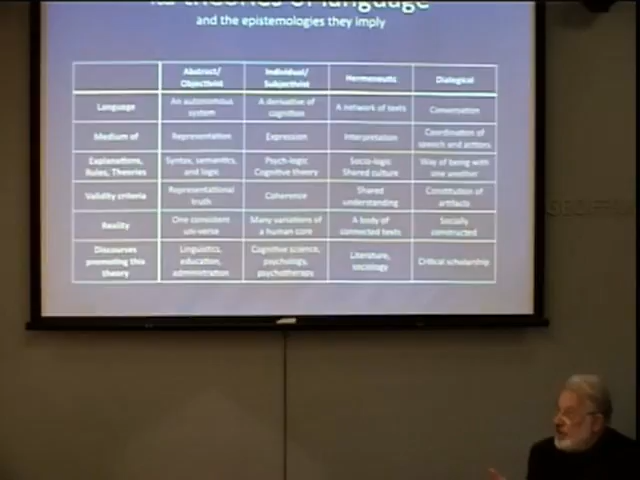 theories of language
and the epistemologies they imply
Abstract/ Objectivist
Individual/ Subjectivist
Hermeneutic
Dialogical
Language
An autonomous system
A derivative of cognition
A network of texts
Conversation
Medium of
Representation
Expression
Interpretation
Coordination of speech and actions
Explanations, Rules, Theories
Syntax, semantics, and logic
Psych-logic Cognitive theory
Socio-logic Shared culture
Way of being with one another
Validity criteria
Representational truth
Coherence
Shared understanding
Constitution of artifacts
Reality
One consistent uni-verse
Many variations of a human core
A body of connected texts
Socially constructed
Discourses promoting this theory
Linguistics, education, administration
Cognitive science, psychology, psychotherapy
Literature, sociology
Critical scholarship